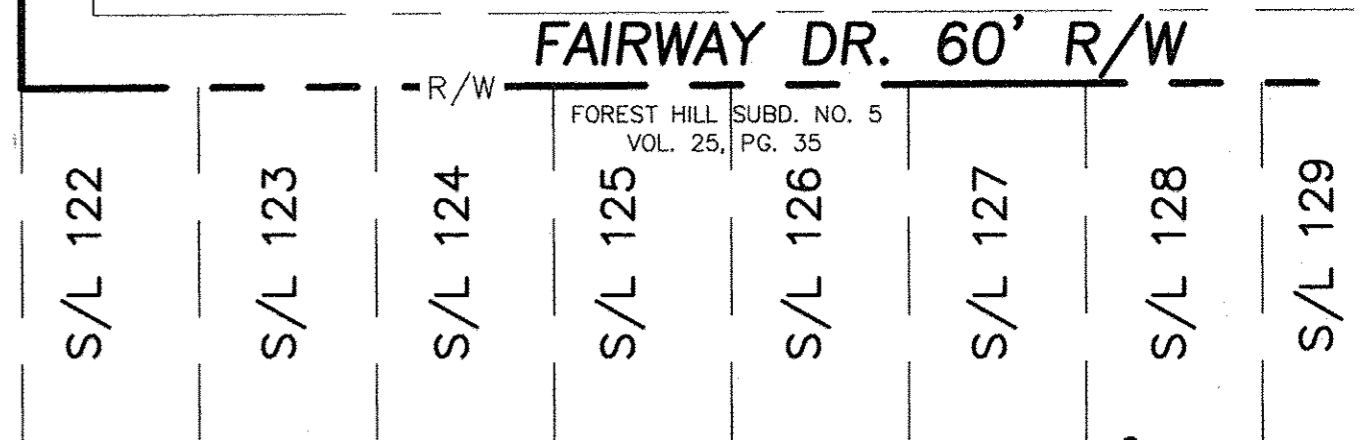 FAIRWAY DR. 60' R/W
R/W
FOREST HILL SUBD. NO. 5
VOL. 25, PG. 35
S/L 122
S/L 123
S/L 124
S/L 125
S/L 126
S/L 127
S/L 128
S/L 129